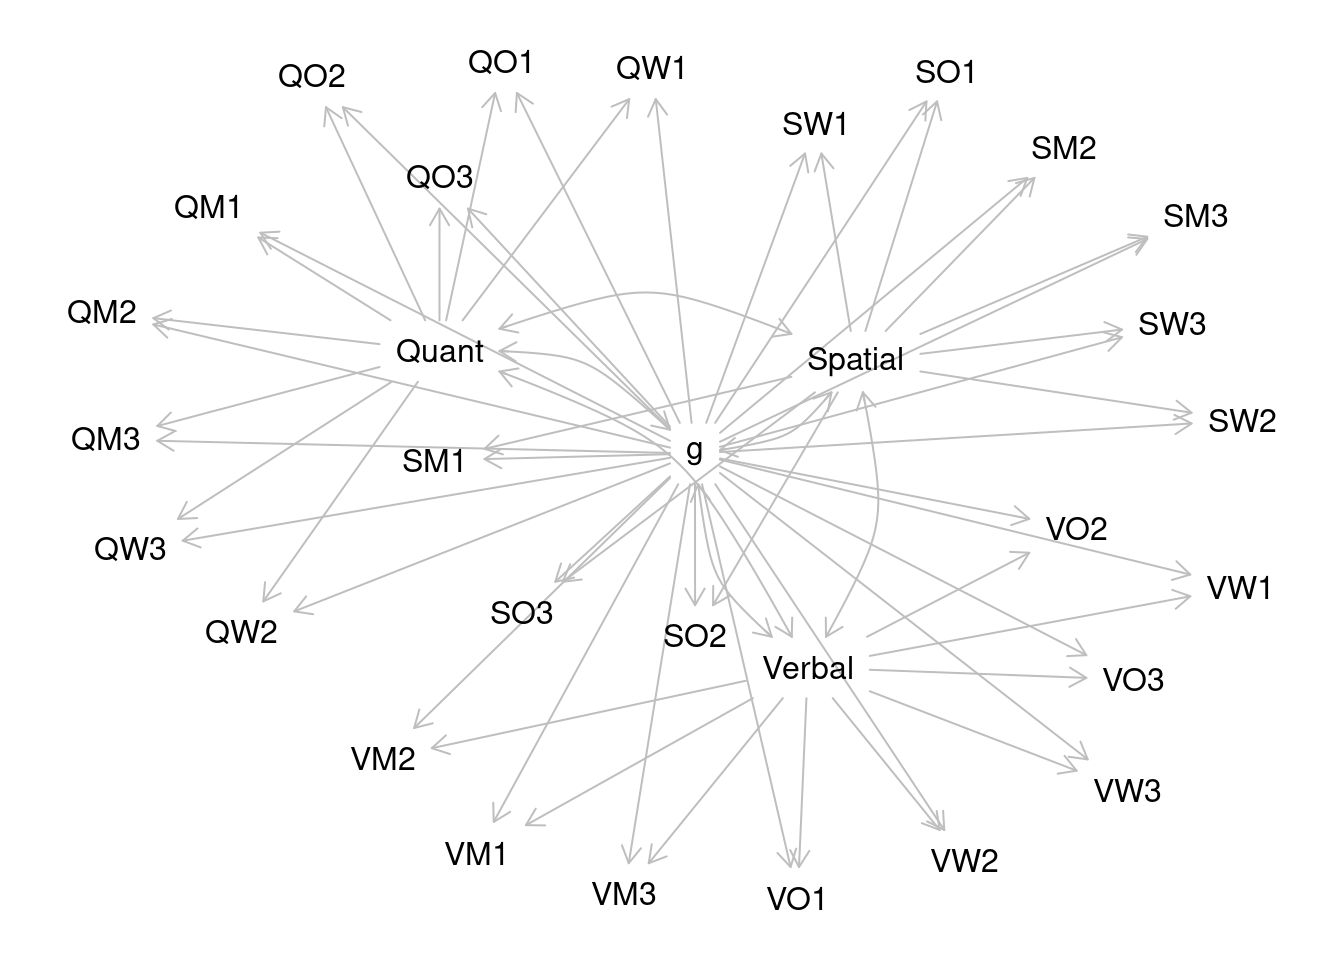 QO1
QW1
SO1
QO2
SW1
SM2
QO3
QM1
SM3
QM2
SW3
Quant
Spatial
SW2
QM3
g
SM1
VO2
QW3
VW1
SO3
QW2
SO2
Verbal
VO3
VM2
VW3
VM1
VW2
VM3
VO1